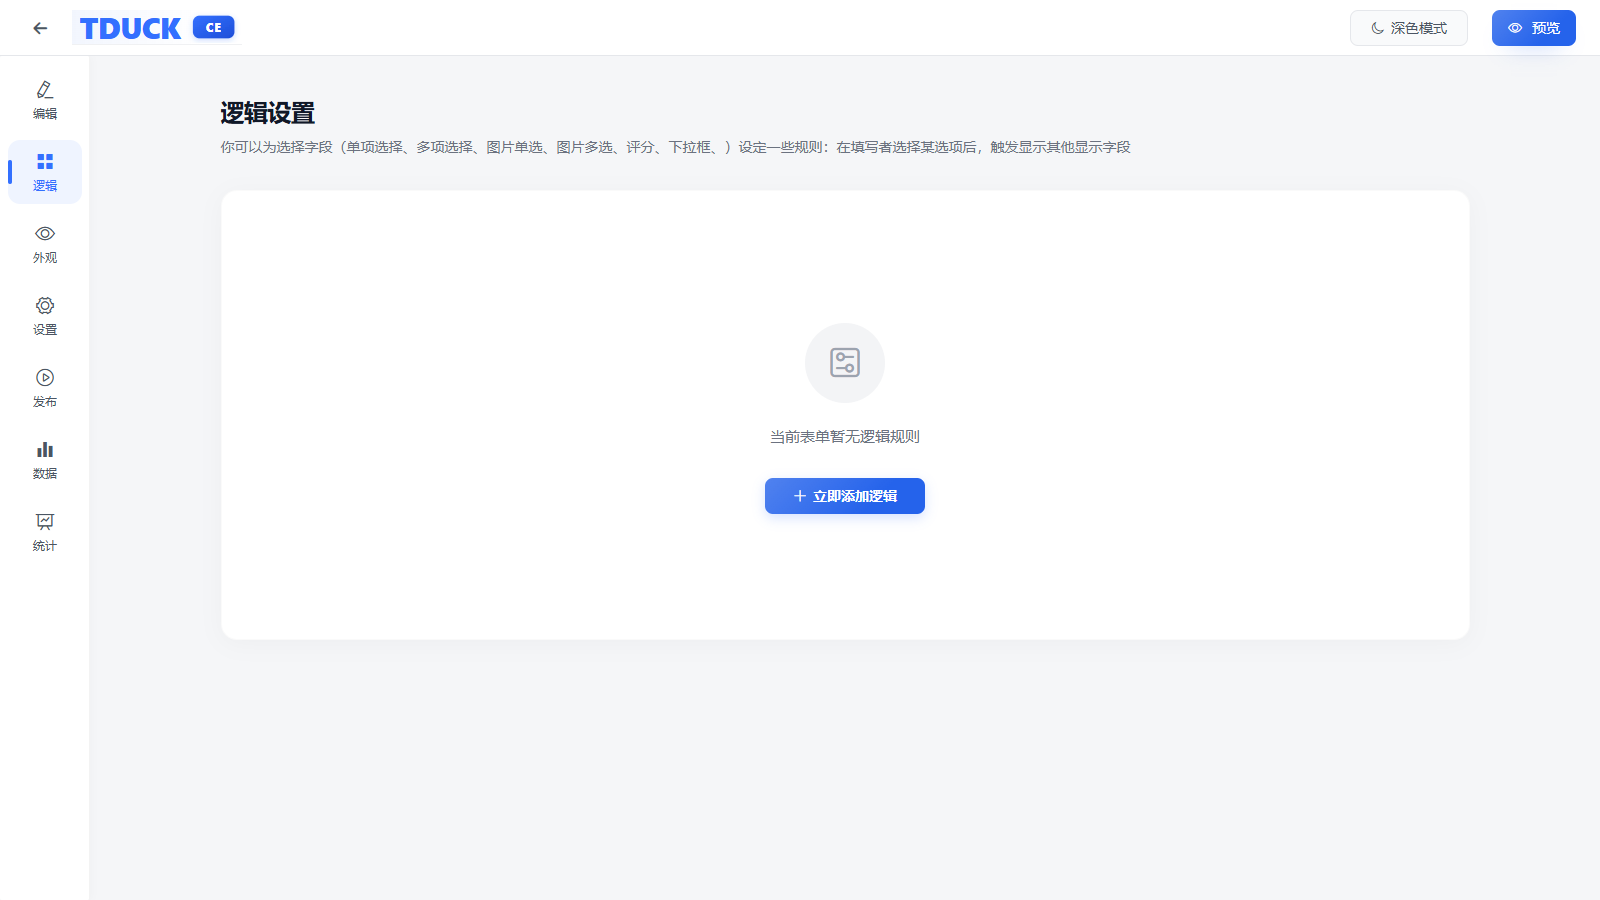 TDUCK CE
深色模式
预览
编辑
逻辑
外观
设置
发布
数据
统计
逻辑设置
你可以为选择字段（单项选择、多项选择、图片单选、图片多选、评分、下拉框、）设定一些规则：在填写者选择某选项后，触发显示其他显示字段
当前表单暂无逻辑规则
立即添加逻辑